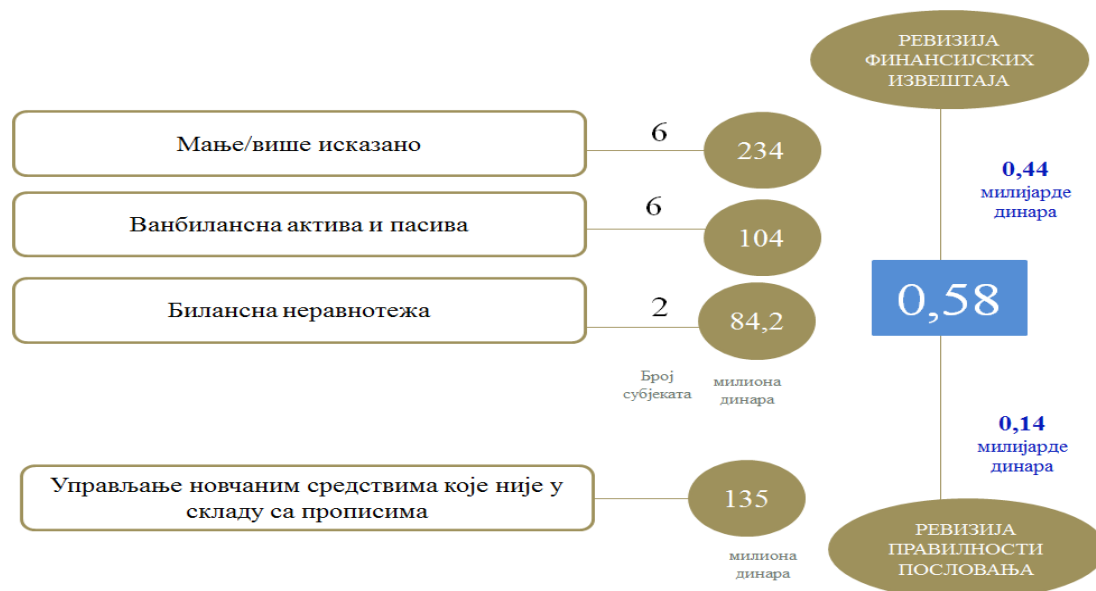 РЕВИЗИЈА
ФИНАНСИЈСКИХ
ИЗВЕШТАЈА
Мање/више исказано
6
234
0,44
милијарде
динара
Ванбилансна актива и пасива
6
104
Билансна неравнотежа
2
84,2
0,58
Број
субјеката
милиона
динара
0,14
милијарде
динара
Управљање новчаним средствима које није у
складу са прописима
135
милиона
динара
РЕВИЗИЈА
ПРАВИЛНОСТИ
ПОСЛОВАЊА